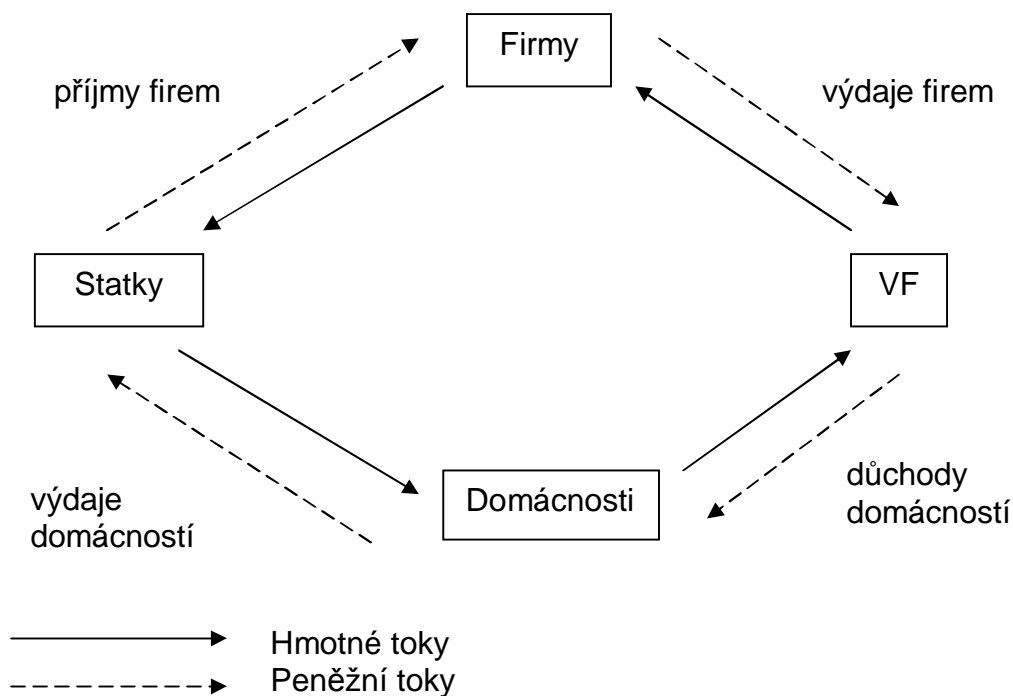 Firmy
příjmy firem
výdaje firem
Statky
VF
Domácnosti
výdaje
domácností
důchody
domácností
Hmotné toky
Peněžní toky